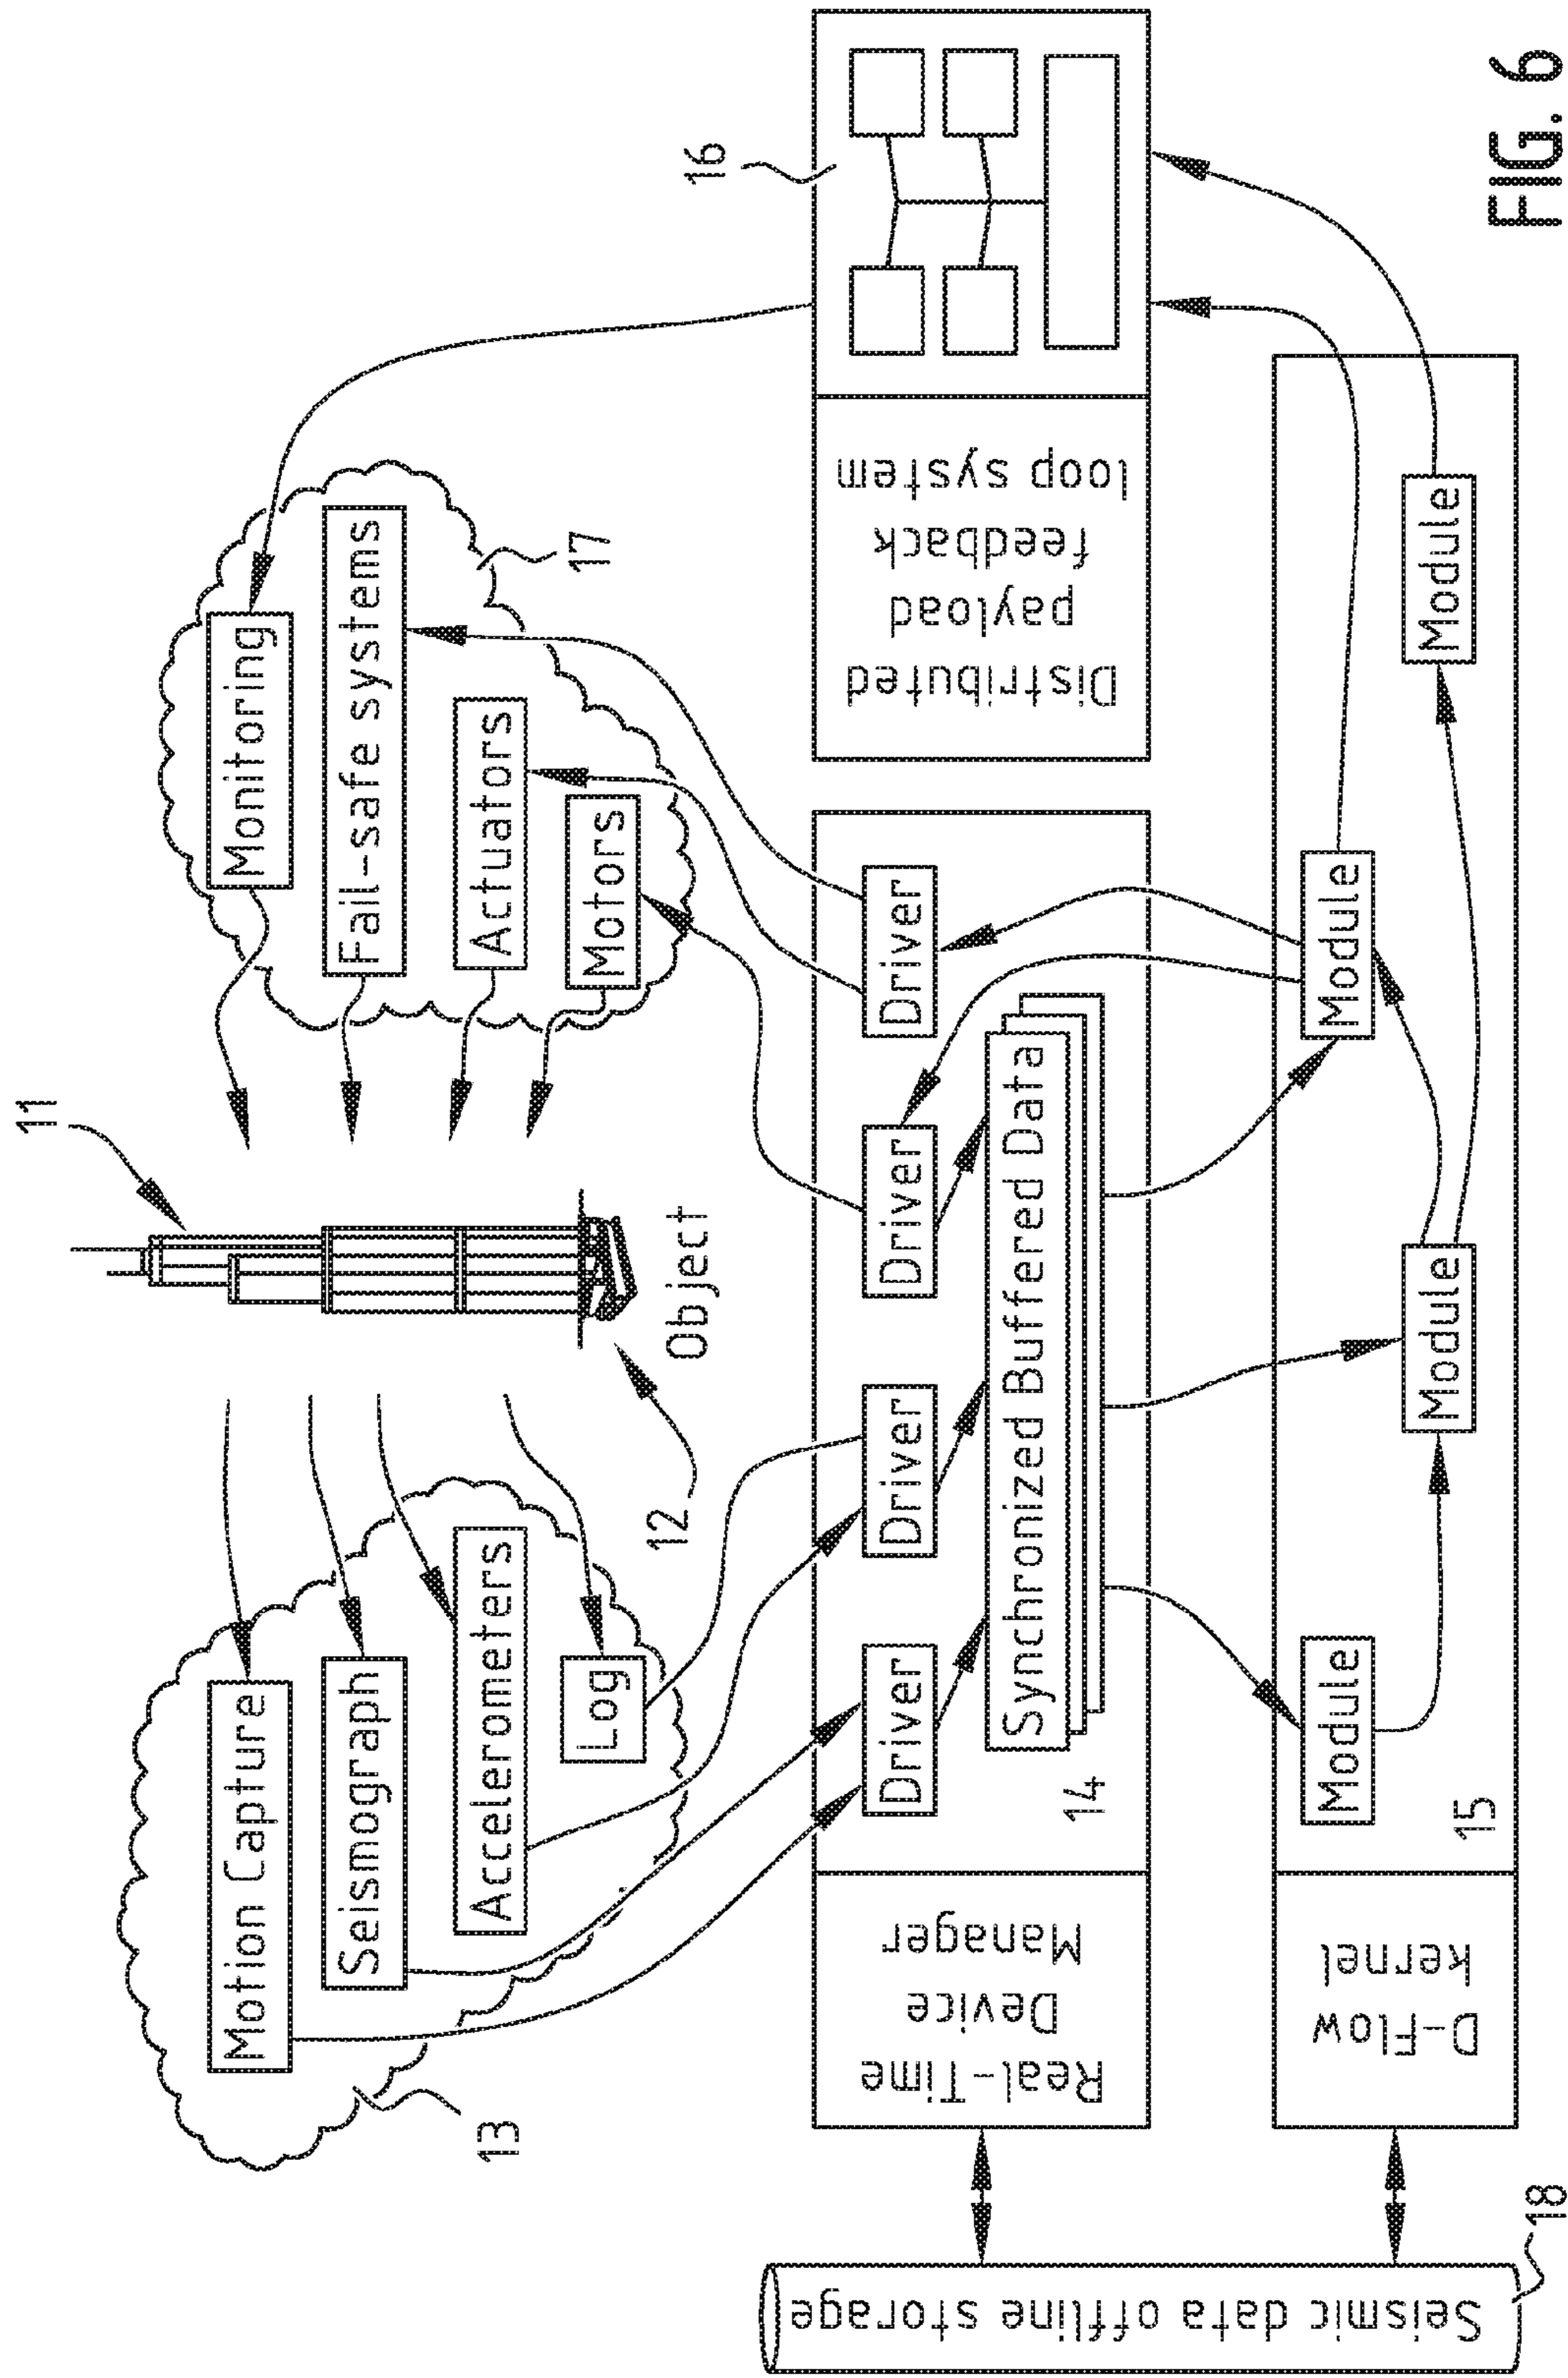 11
Motion Capture
Seismograph
Accelerometers
Log
13
12
Object
Monitoring
Fail-safe systems
Actuators
Motors
17
Real-Time
Device
Manager
Driver
Driver
Driver
Driver
Synchronized Buffered Data
14
Distributed
payload
feedback
loop system
16
D-Flow
kernel
Module
Module
Module
Module
15
Seismic data offline storage
18
FIG. 6